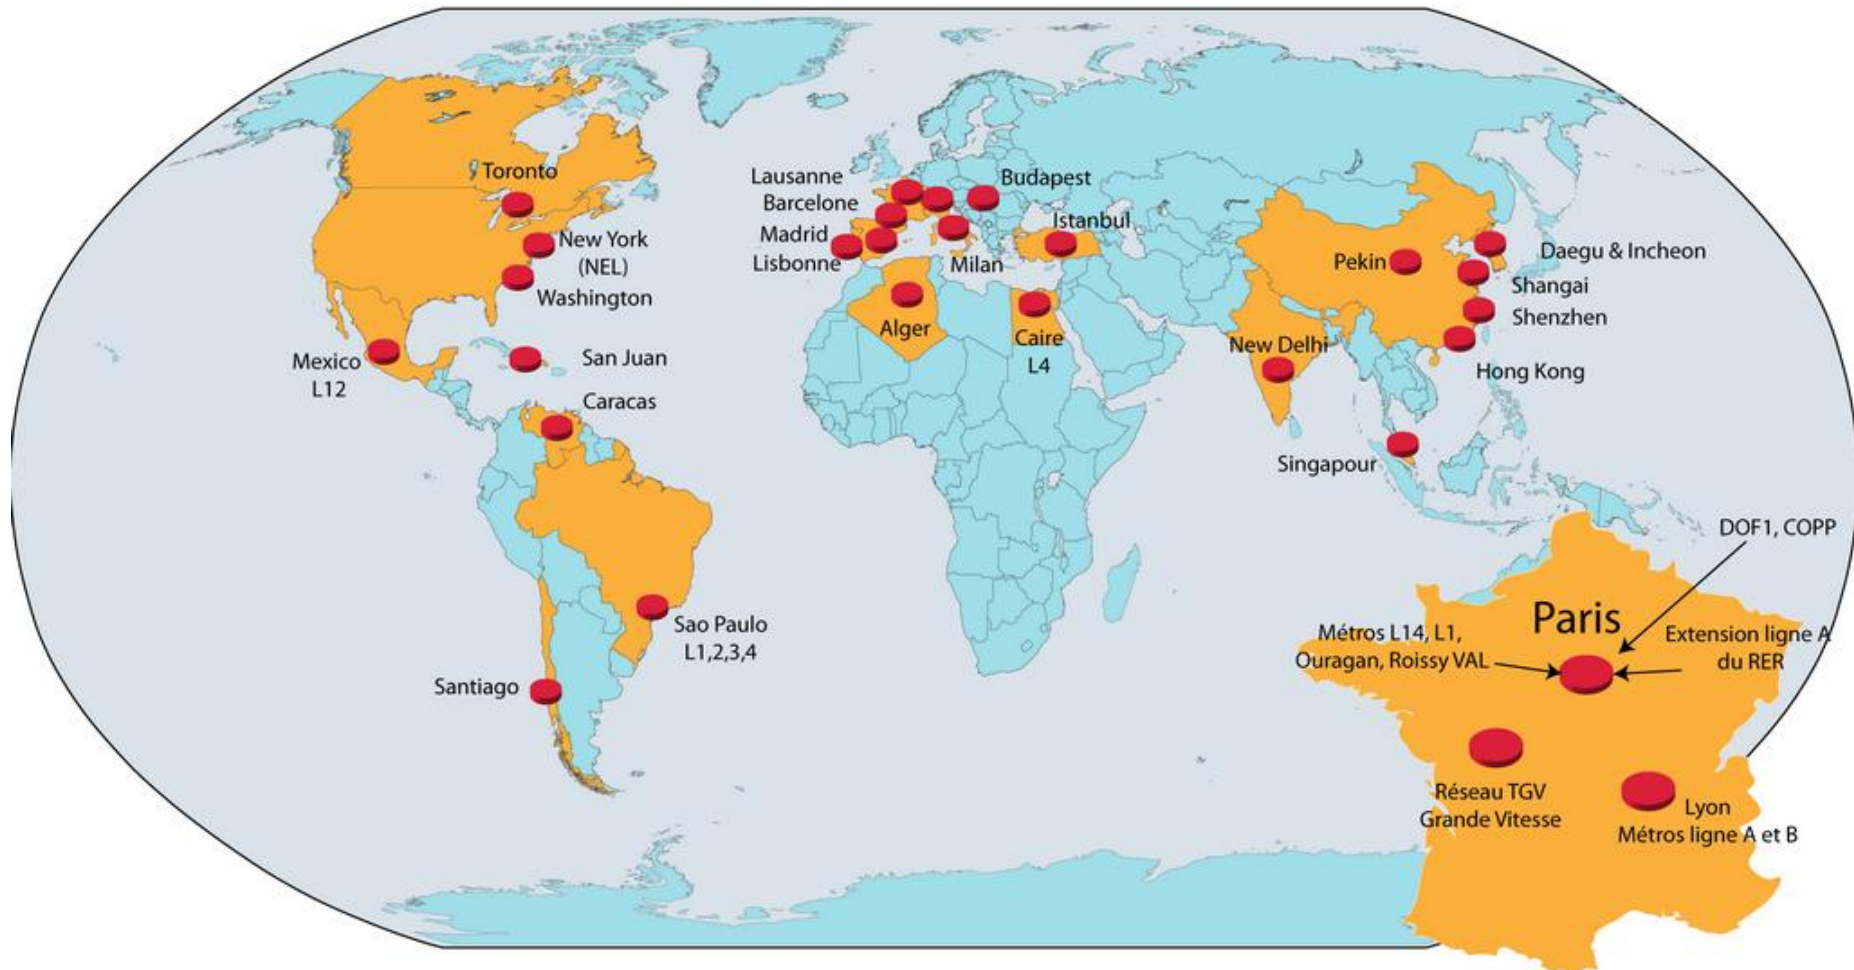 Toronto
New York
(NEL)
Washington
Mexico
L12
San Juan
Caracas
Sao Paulo
L1,2,3,4
Santiago
Lausanne
Barcelone
Madrid
Lisbonne
Budapest
Istanbul
Milan
Alger
Caire
L4
New Delhi
Pekin
Daegu & Incheon
Shangai
Shenzhen
Hong Kong
Singapour
DOF1, COPP
Paris
Métros L14, L1,
Ouragan, Roissy VAL
Extension ligne A
du RER
Réseau TGV
Grande Vitesse
Lyon
Métros ligne A et B